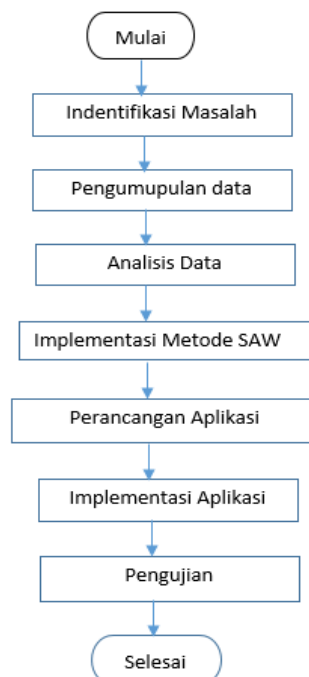 Mulai
Indentifikasi Masalah
Pengumupulan data
Analisis Data
Implementasi Metode SAW
Perancangan Aplikasi
Implementasi Aplikasi
Pengujian
Selesai